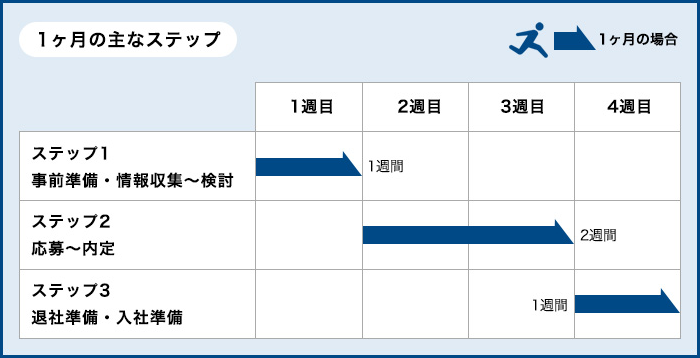 1ヶ月の主なステップ
1ヶ月の場合
1週目 2週目 3週目 4週目
ステップ1
事前準備・情報収集〜検討
1週間
ステップ2
応募〜内定
2週間
ステップ3
退社準備・入社準備
1週間